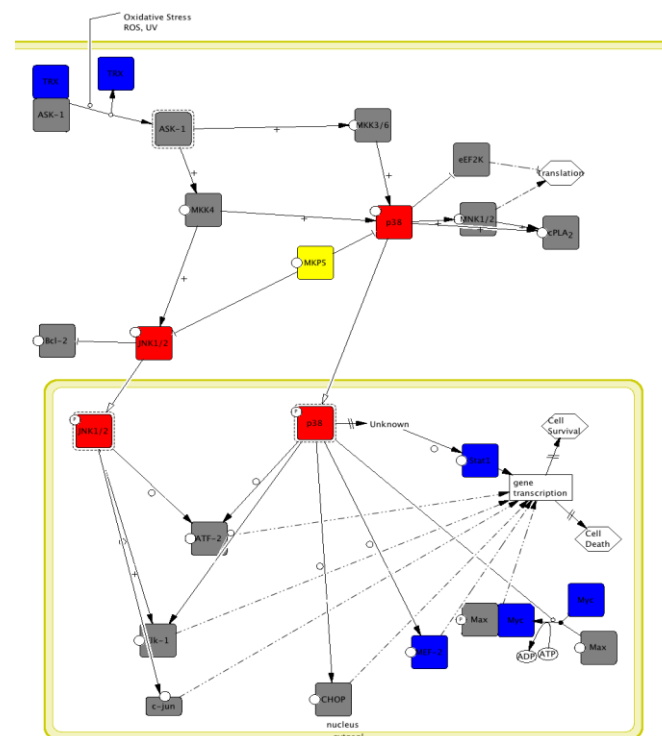 Oxidative Stress
ROS, UV
TRX
TRX
ASK-1
ASK-1
MKK3/6
eEF2K
Translation
MKK4
p38
MNK1/2
cPLA2
MKP5
Bcl-2
JNK1/2
JNK1/2
p38
Unknown
Cell
Survival
Stat1
gene
transcription
ATF-2
Cell
Death
Max
Myc
Myc
Elk-1
MEF-2
ADP
ATP
Max
c-jun
CHOP
nucleus
cytosol